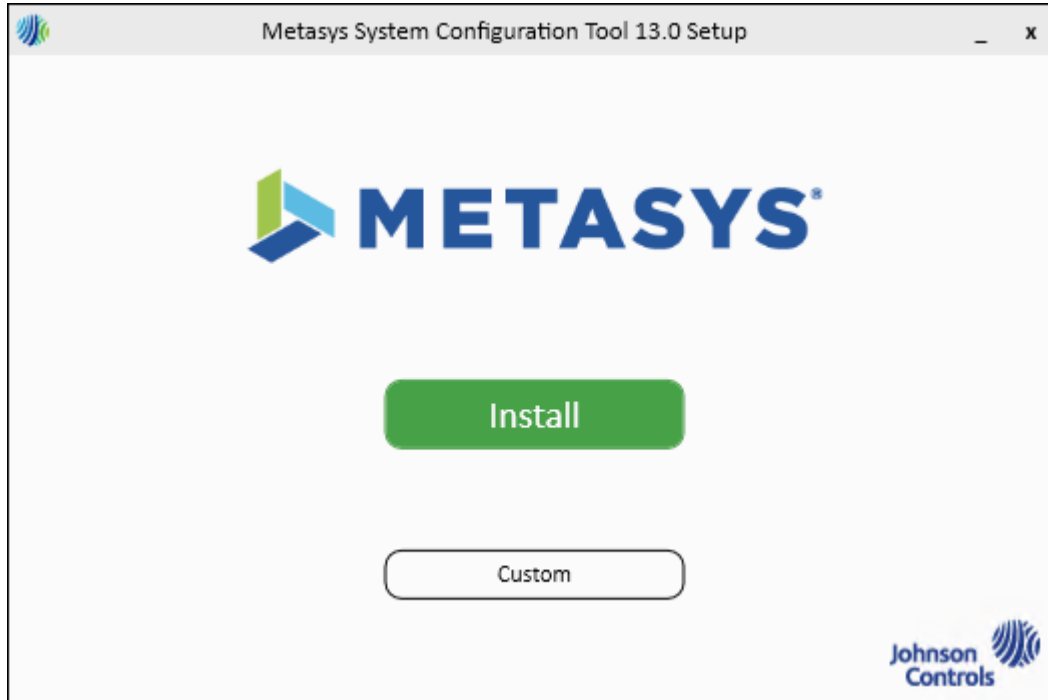 Metasys System Configuration Tool 13.0 Setup _ x
METASYS®
Install
Custom
Johnson
Controls